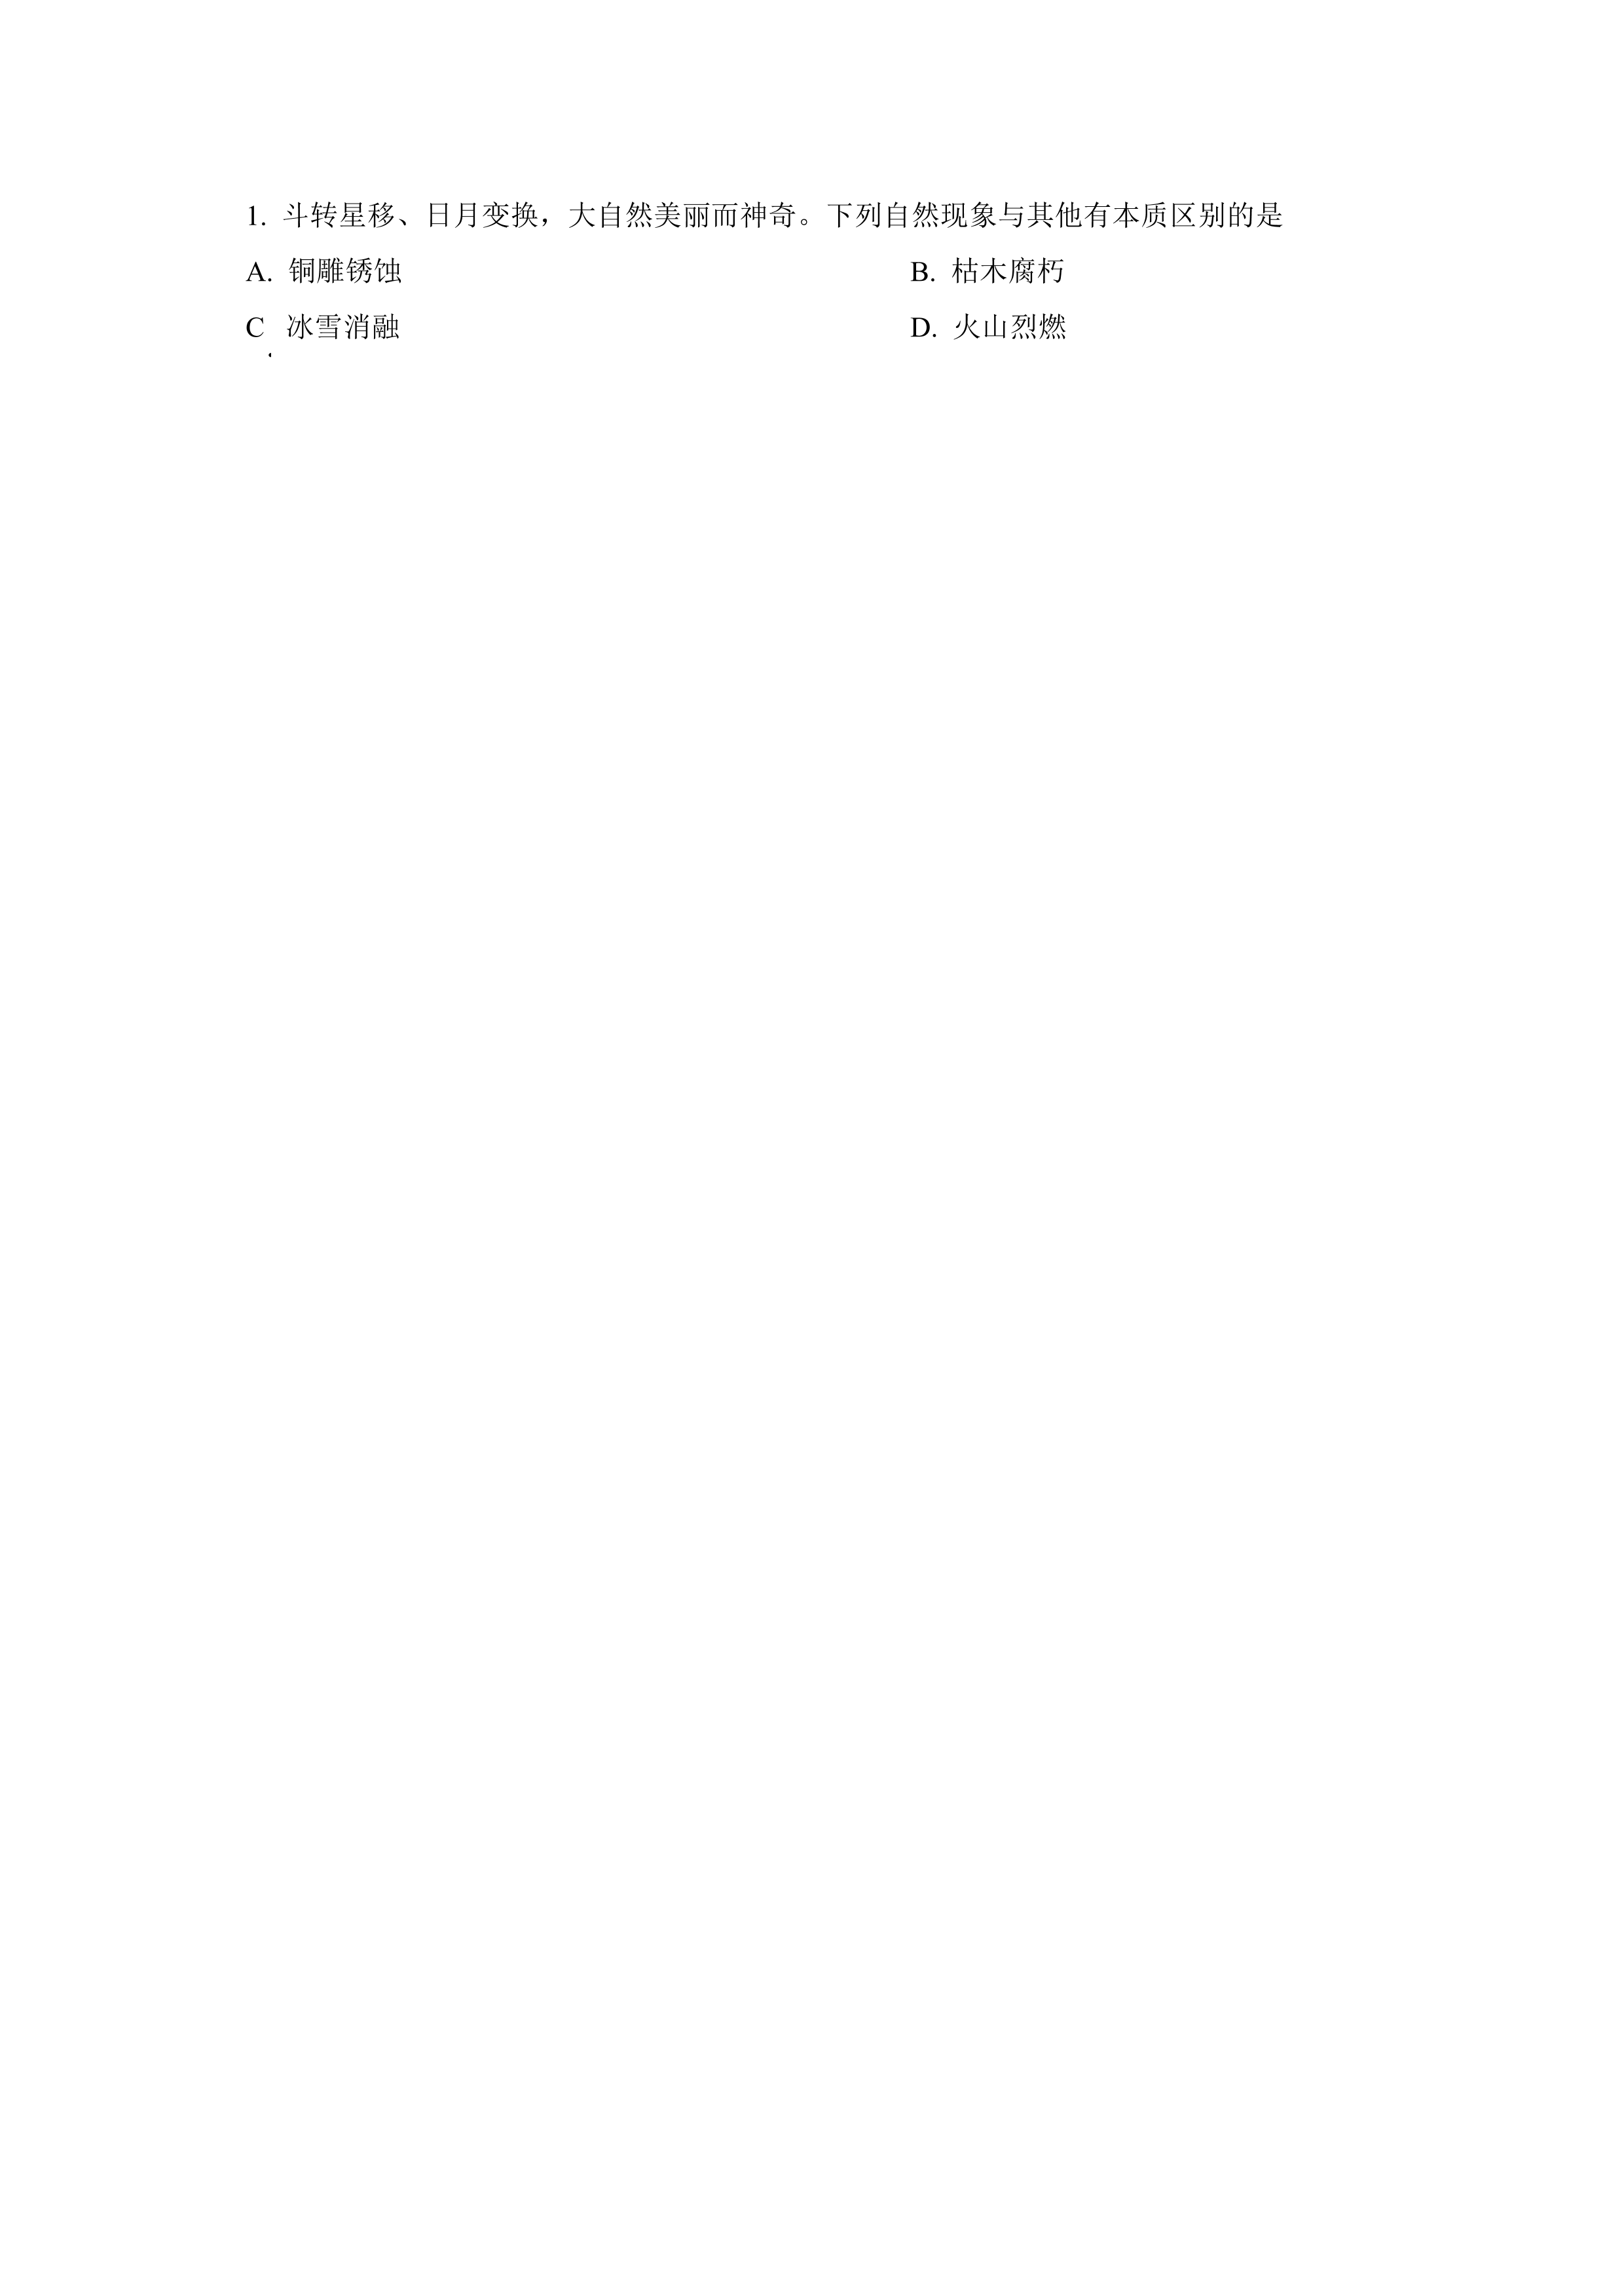 1. 斗转星移、日月变换，大自然美丽而神奇。下列自然现象与其他有本质区别的是
A. 铜雕锈蚀 B. 枯木腐朽
C. 冰雪消融 D. 火山烈燃